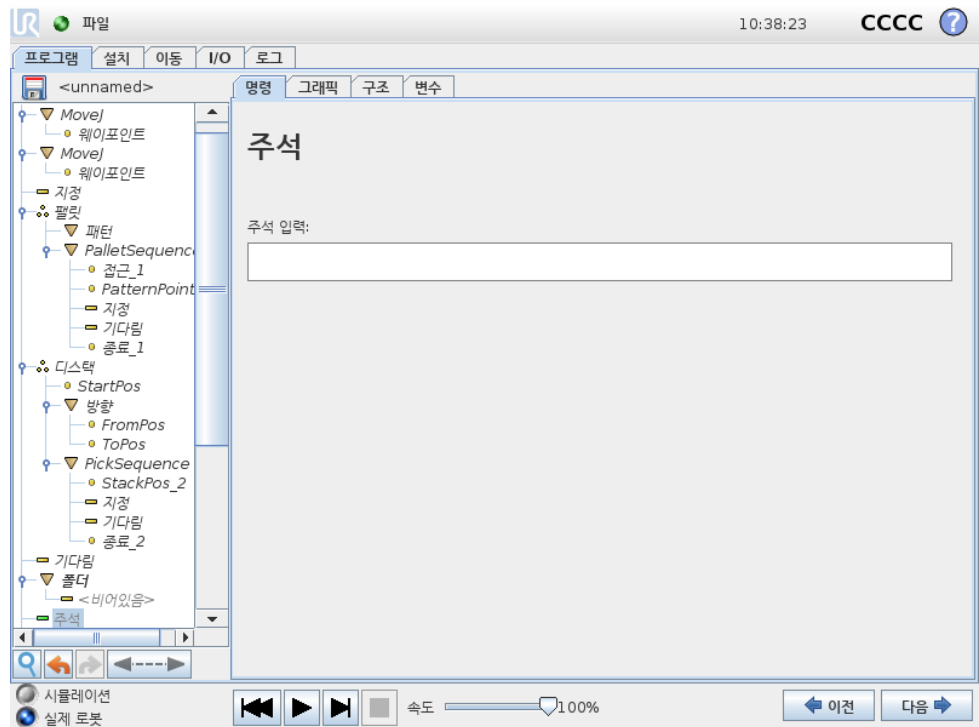 UR 파일 10:38:23 CCCC ?
프로그램 설치 이동 I/O 로그
<unnamed>
명령 그래픽 구조 변수
MoveJ
웨이포인트
MoveJ
웨이포인트
지정
팔릿
패턴
PalletSequenc
접근_1
PatternPoint
지정
기다림
종료_1
디스택
StartPos
방향
FromPos
ToPos
PickSequence
StackPos_2
지정
기다림
종료_2
기다림
폴더
<비어있음>
주석
주석
주석 입력:
시뮬레이션
실제 로봇
속도 100%
이전 다음